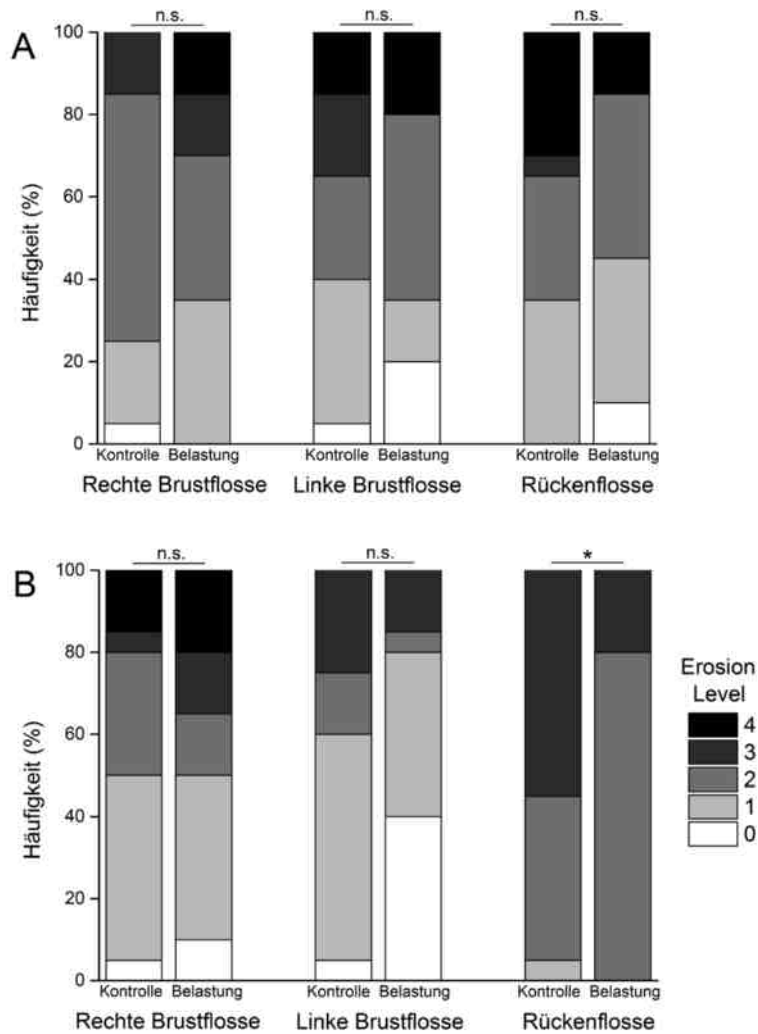 n.s. n.s. n.s.
A
100
80
60
40
20
0
Häufigkeit (%)
Kontrolle Belastung Kontrolle Belastung Kontrolle Belastung
Rechte Brustflosse Linke Brustflosse Rückenflosse
n.s. n.s. *
B
100
80
60
40
20
0
Häufigkeit (%)
Kontrolle Belastung Kontrolle Belastung Kontrolle Belastung
Rechte Brustflosse Linke Brustflosse Rückenflosse
Erosion
Level
4
3
2
1
0